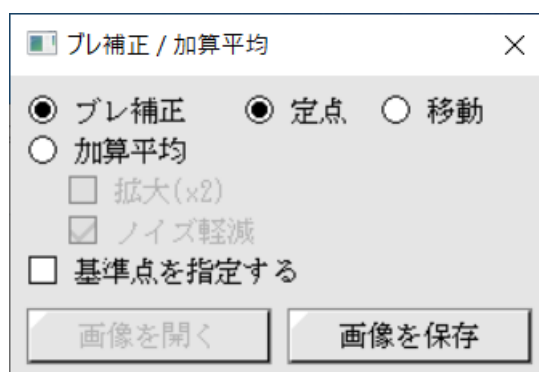 ブレ補正 / 加算平均
ブレ補正 定点 移動
加算平均
拡大(x2)
ノイズ軽減
基準点を指定する
画像を開く 画像を保存